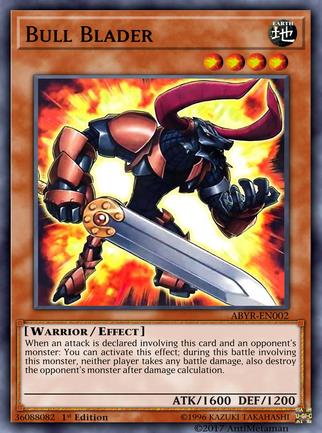 Bull Blader
EARTH
地
ABYR-EN002
[Warrior / Effect]
When an attack is declared involving this card and an opponent's
monster: You can activate this effect; during this battle involving
this monster, neither player takes any battle damage, also destroy
the opponent's monster after damage calculation.
ATK/1600 DEF/1200
36088082 1st Edition ©1996 KAZUKI TAKAHASHI
©2017 AntiMetaman